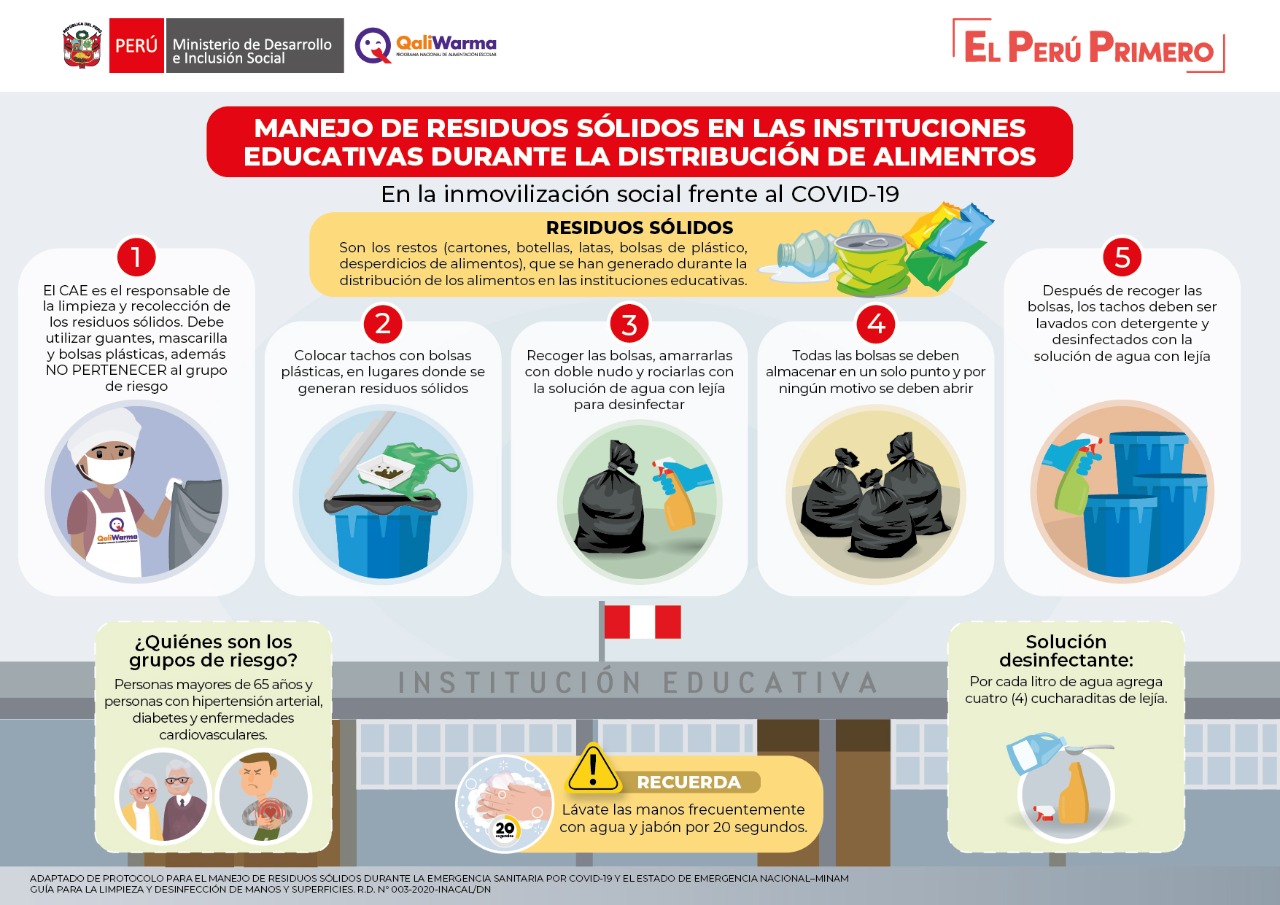 PERÚ
Ministerio de Desarrollo
e Inclusión Social
QaliWarma
PROGRAMA NACIONAL DE ALIMENTACIÓN ESCOLAR
EL PERÚ PRIMERO
MANEJO DE RESIDUOS SÓLIDOS EN LAS INSTITUCIONES
EDUCATIVAS DURANTE LA DISTRIBUCIÓN DE ALIMENTOS
En la inmovilización social frente al COVID-19
RESIDUOS SÓLIDOS
Son los restos (cartones, botellas, latas, bolsas de plástico,
desperdicios de alimentos), que se han generado durante la
distribución de los alimentos en las instituciones educativas.
1
El CAE es el responsable de
la limpieza y recolección de
los residuos sólidos. Debe
utilizar guantes, mascarilla
y bolsas plásticas, además
NO PERTENECER al grupo
de riesgo
QaliWarma
2
Colocar tachos con bolsas
plásticas, en lugares donde se
generan residuos sólidos
3
Recoger las bolsas, amarrarlas
con doble nudo y rociarlas con
la solución de agua con lejía
para desinfectar
4
Todas las bolsas se deben
almacenar en un solo punto y por
ningún motivo se deben abrir
5
Después de recoger las
bolsas, los tachos deben ser
lavados con detergente y
desinfectados con la
solución de agua con lejía
INSTITUCIÓN EDUCATIVA
¿Quiénes son los
grupos de riesgo?
Personas mayores de 65 años y
personas con hipertensión arterial,
diabetes y enfermedades
cardiovasculares.
RECUERDA
Lávate las manos frecuentemente
con agua y jabón por 20 segundos.
20
segundos
Solución
desinfectante:
Por cada litro de agua agrega
cuatro (4) cucharaditas de lejía.
ADAPTADO DE PROTOCOLO PARA EL MANEJO DE RESIDUOS SÓLIDOS DURANTE LA EMERGENCIA SANITARIA POR COVID-19 Y EL ESTADO DE EMERGENCIA NACIONAL–MINAM
GUÍA PARA LA LIMPIEZA Y DESINFECCIÓN DE MANOS Y SUPERFICIES. R.D. N° 003-2020-INACAL/DN